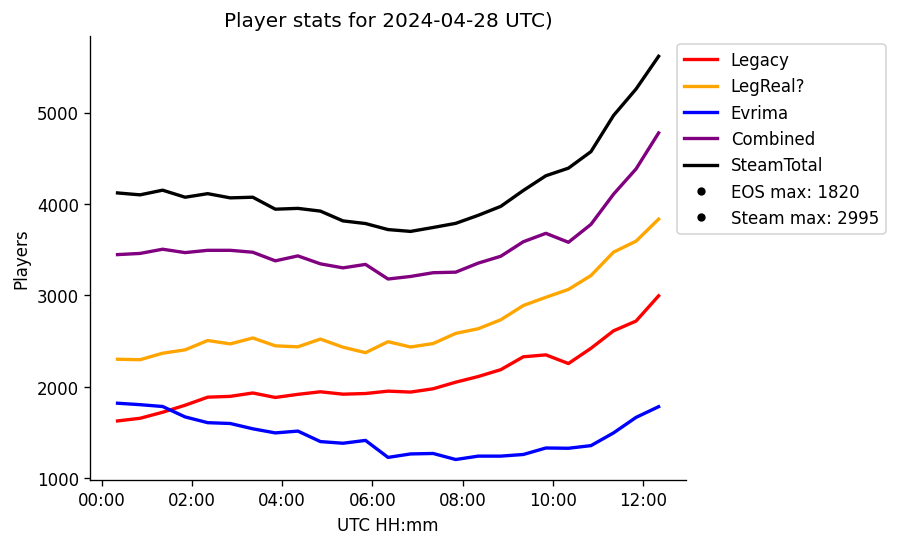 Player stats for 2024-04-28 UTC)
Legacy
LegReal?
Evrima
Combined
SteamTotal
EOS max: 1820
Steam max: 2995
Players
5000
4000
3000
2000
1000
00:00 02:00 04:00 06:00 08:00 10:00 12:00
UTC HH:mm